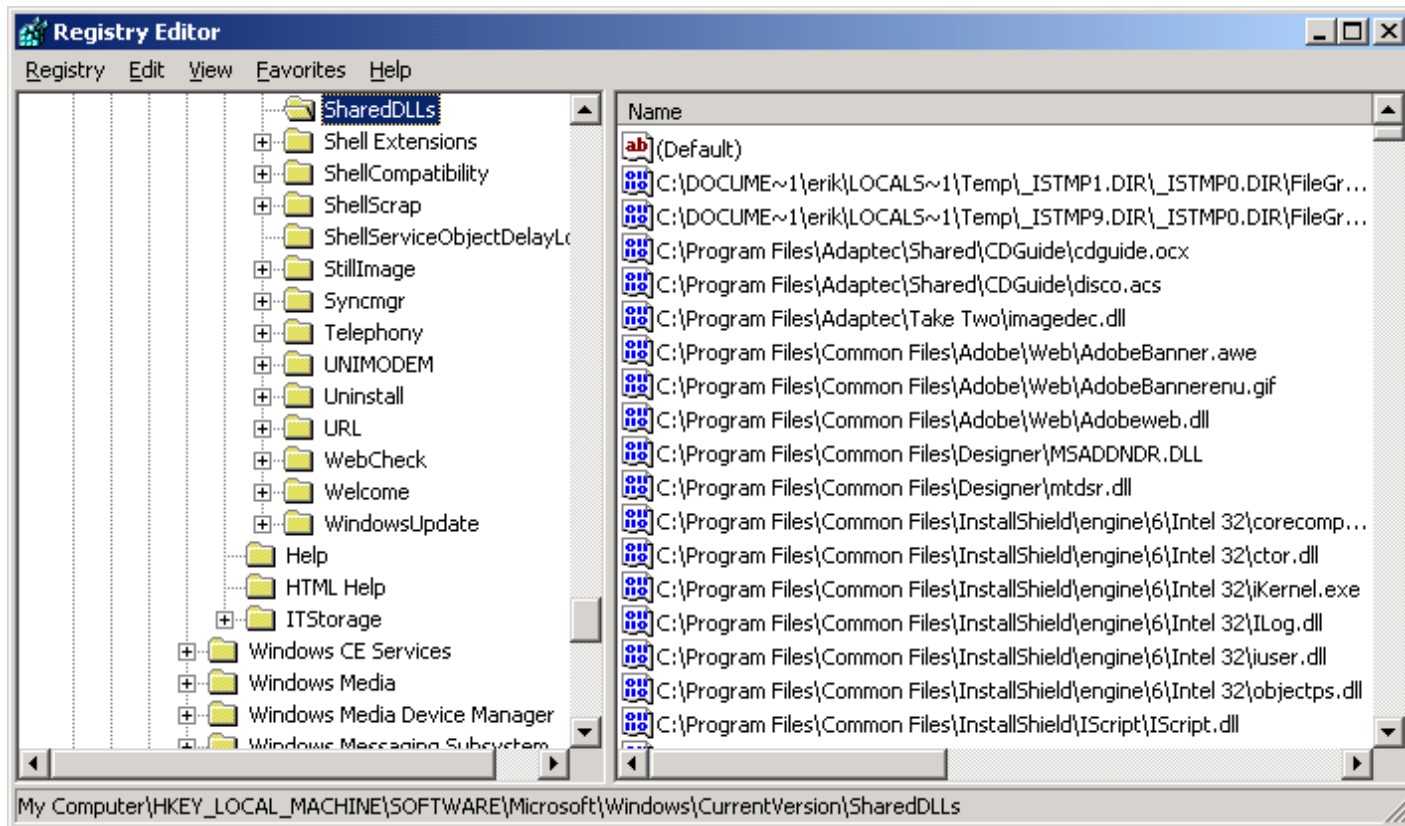 Registry Editor
Registry Edit View Favorites Help
SharedDLLs
Shell Extensions
ShellCompatibility
ShellScrap
ShellServiceObjectDelayLo
StillImage
Syncmgr
Telephony
UNIMODEM
Uninstall
URL
WebCheck
Welcome
WindowsUpdate
Help
HTML Help
ITStorage
Windows CE Services
Windows Media
Windows Media Device Manager
Windows Messaging Subsystem
Name
(Default)
C:\DOCUME~1\erik\LOCALS~1\Temp\_ISTMP1.DIR\_ISTMP0.DIR\FileGr...
C:\DOCUME~1\erik\LOCALS~1\Temp\_ISTMP9.DIR\_ISTMP0.DIR\FileGr...
C:\Program Files\Adaptec\Shared\CDGuide\cdguide.ocx
C:\Program Files\Adaptec\Shared\CDGuide\disco.acs
C:\Program Files\Adaptec\Take Two\imagedec.dll
C:\Program Files\Common Files\Adobe\Web\AdobeBanner.awe
C:\Program Files\Common Files\Adobe\Web\AdobeBannerenu.gif
C:\Program Files\Common Files\Adobe\Web\Adobeweb.dll
C:\Program Files\Common Files\Designer\MSADDNDR.DLL
C:\Program Files\Common Files\Designer\mtdsr.dll
C:\Program Files\Common Files\InstallShield\engine\6\Intel 32\corecomp...
C:\Program Files\Common Files\InstallShield\engine\6\Intel 32\ctor.dll
C:\Program Files\Common Files\InstallShield\engine\6\Intel 32\iKernel.exe
C:\Program Files\Common Files\InstallShield\engine\6\Intel 32\ILog.dll
C:\Program Files\Common Files\InstallShield\engine\6\Intel 32\iuser.dll
C:\Program Files\Common Files\InstallShield\engine\6\Intel 32\objectps.dll
C:\Program Files\Common Files\InstallShield\IScript\IScript.dll
My Computer\HKEY_LOCAL_MACHINE\SOFTWARE\Microsoft\Windows\CurrentVersion\SharedDLLs